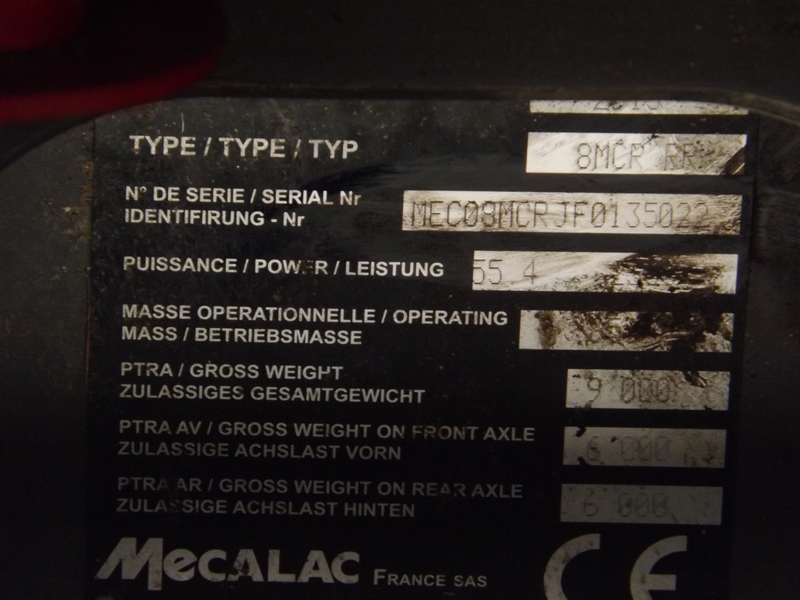 TYPE / TYPE / TYP 8MCR RR
N° DE SERIE / SERIAL Nr
IDENTIFIRUNG - Nr MEC08MCRJF0135022
PUISSANCE / POWER / LEISTUNG 55 4
MASSE OPERATIONNELLE / OPERATING
MASS / BETRIEBSMASSE
PTRA / GROSS WEIGHT
ZULASSIGES GESAMTGEWICHT 9 000
PTRA AV / GROSS WEIGHT ON FRONT AXLE
ZULASSIGE ACHSLAST VORN 6 000
PTRA AR / GROSS WEIGHT ON REAR AXLE
ZULASSIGE ACHSLAST HINTEN 6 000
MECALAC FRANCE SAS CE